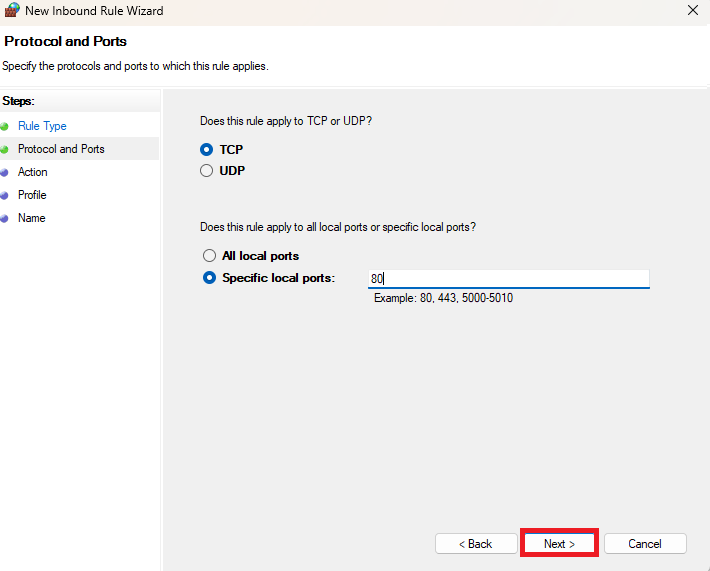 New Inbound Rule Wizard
Protocol and Ports
Specify the protocols and ports to which this rule applies.
Steps:
Rule Type
Protocol and Ports
Action
Profile
Name
Does this rule apply to TCP or UDP?
TCP
UDP
Does this rule apply to all local ports or specific local ports?
All local ports
Specific local ports: 80
Example: 80, 443, 5000-5010
< Back Next > Cancel